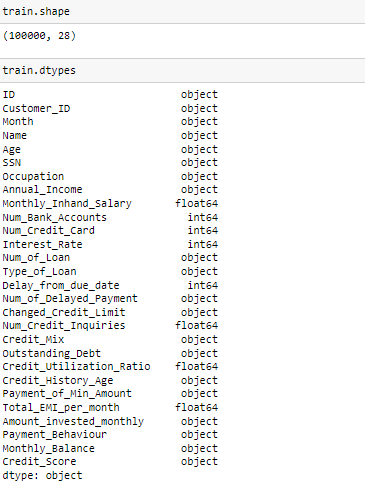 train.shape
(100000, 28)
train.dtypes
ID object
Customer_ID object
Month object
Name object
Age object
SSN object
Occupation object
Annual_Income object
Monthly_Inhand_Salary float64
Num_Bank_Accounts int64
Num_Credit_Card int64
Interest_Rate int64
Num_of_Loan object
Type_of_Loan object
Delay_from_due_date int64
Num_of_Delayed_Payment object
Changed_Credit_Limit object
Num_Credit_Inquiries float64
Credit_Mix object
Outstanding_Debt object
Credit_Utilization_Ratio float64
Credit_History_Age object
Payment_of_Min_Amount object
Total_EMI_per_month float64
Amount_invested_monthly object
Payment_Behaviour object
Monthly_Balance object
Credit_Score object
dtype: object